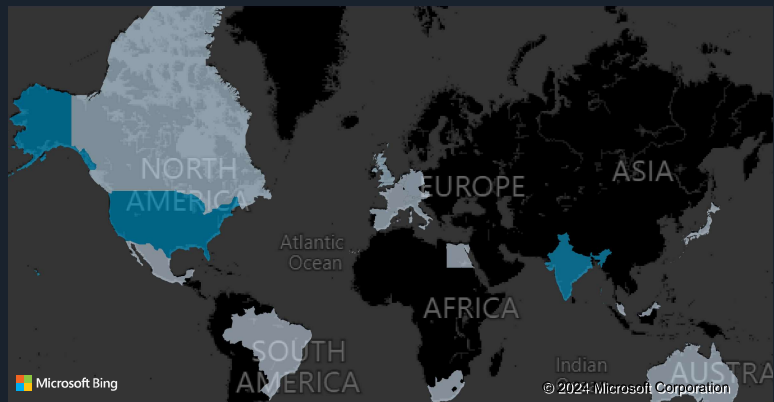 NORTH
AMERICA
EUROPE
ASIA
Atlantic
Ocean
AFRICA
SOUTH
AMERICA
Indian
AUSTRA
Microsoft Bing
© 2024 Microsoft Corporation